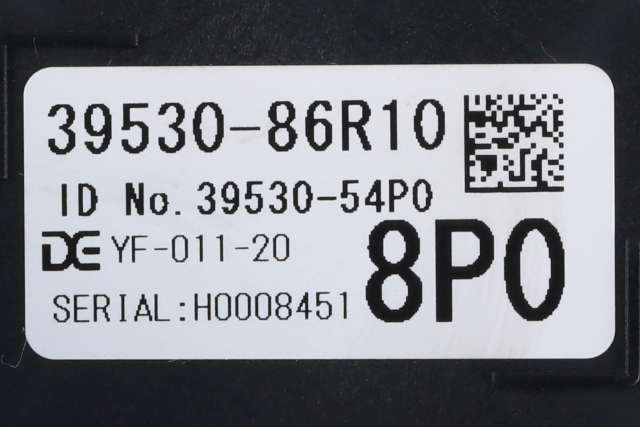 39530-86R10
ID No. 39530-54P0
DE YF-011-20
SERIAL:H0008451
8P0